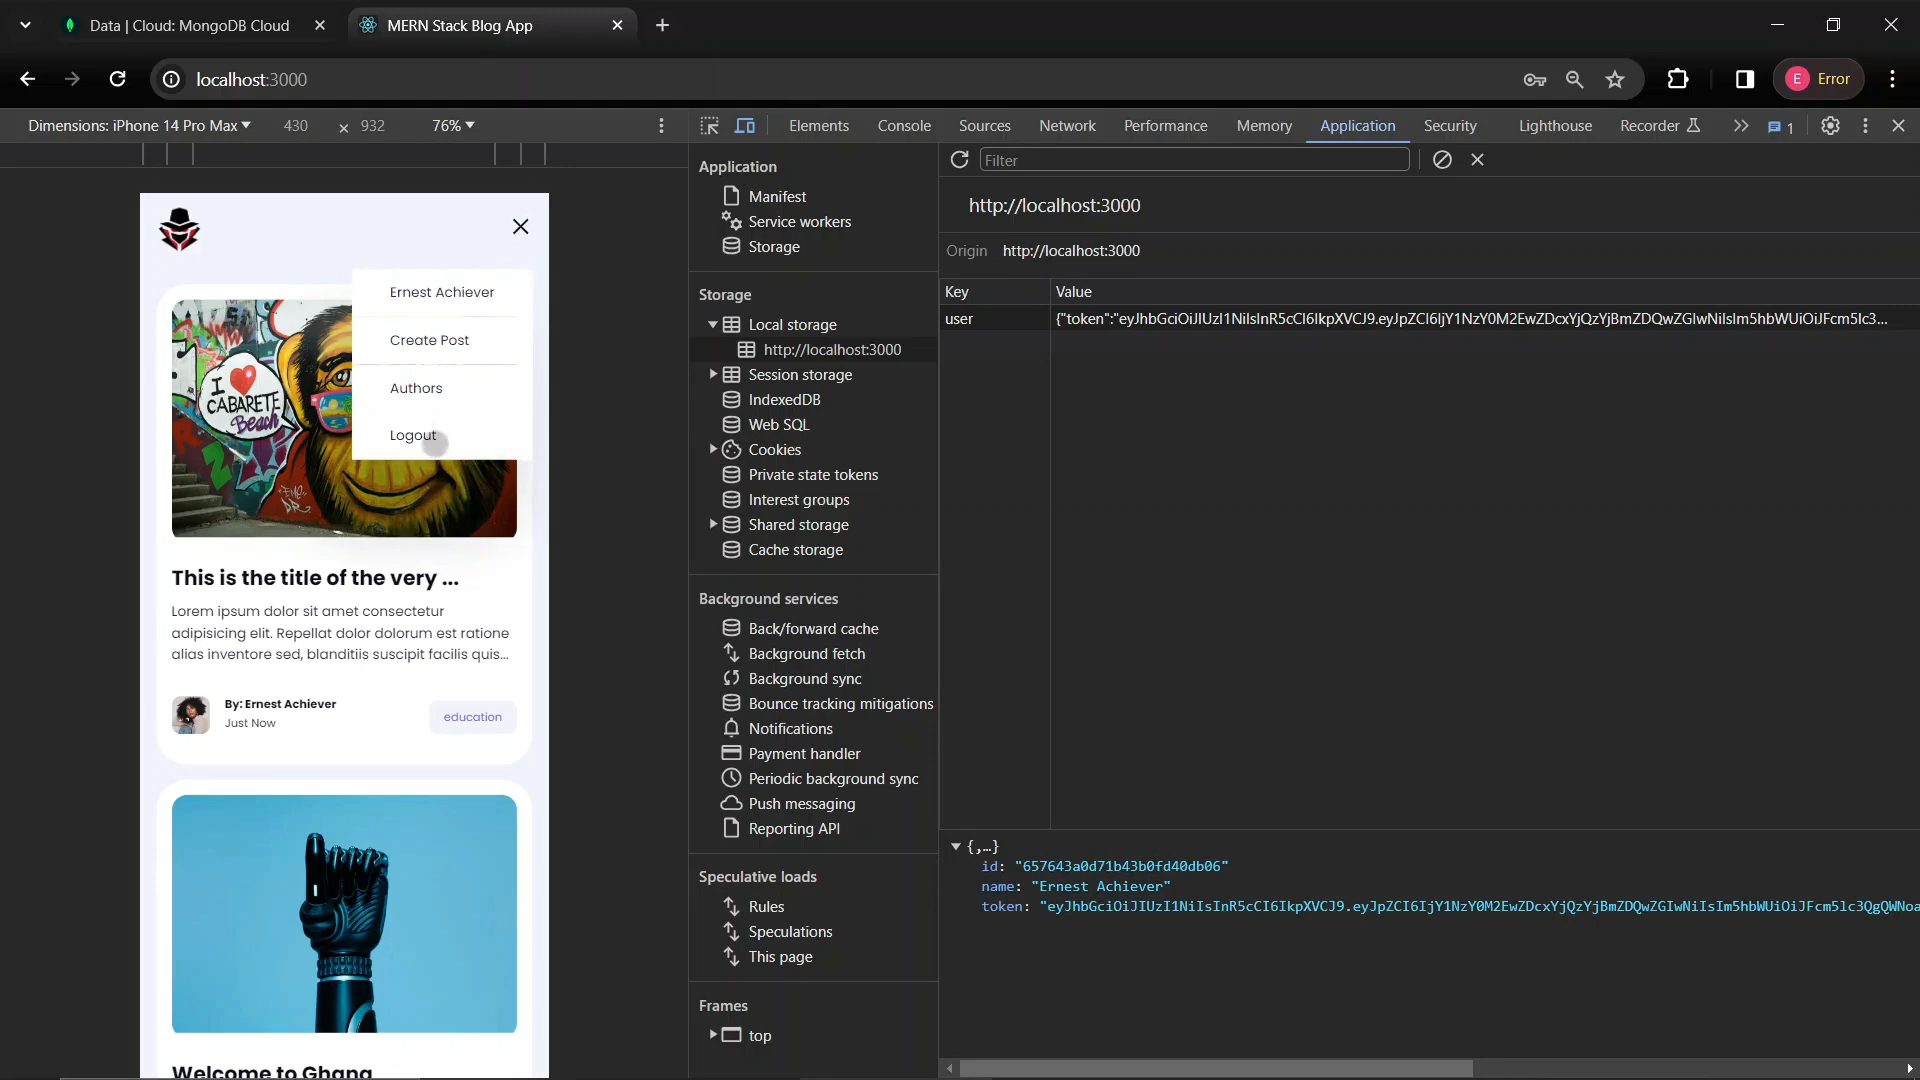 Data | Cloud: MongoDB Cloud
MERN Stack Blog App
localhost:3000
E Error
Dimensions: iPhone 14 Pro Max
430 x 932
76%
Elements
Console
Sources
Network
Performance
Memory
Application
Security
Lighthouse
Recorder
1
Ernest Achiever
Create Post
Authors
Logout
I
CABARETE
Beach
This is the title of the very ...
Lorem ipsum dolor sit amet consectetur
adipisicing elit. Repellat dolor dolorum est ratione
alias inventore sed, blanditiis suscipit facilis quis...
By: Ernest Achiever
Just Now
education
Welcome to Ghana
Application
Manifest
Service workers
Storage
Storage
Local storage
http://localhost:3000
Session storage
IndexedDB
Web SQL
Cookies
Private state tokens
Interest groups
Shared storage
Cache storage
Background services
Back/forward cache
Background fetch
Background sync
Bounce tracking mitigations
Notifications
Payment handler
Periodic background sync
Push messaging
Reporting API
Speculative loads
Rules
Speculations
This page
Frames
top
Filter
http://localhost:3000
Origin http://localhost:3000
Key Value
user {"token":"eyJhbGciOiJIUzI1NiIsInR5cCI6IkpXVCJ9.eyJpZCI6IjY1NzY0M2EwZDcxYjQzYjBmZDQwZGIwNiIsIm5hbWUiOiJFcm5lc3...
{,…}
id: "657643a0d71b43b0fd40db06"
name: "Ernest Achiever"
token: "eyJhbGciOiJIUzI1NiIsInR5cCI6IkpXVCJ9.eyJpZCI6IjY1NzY0M2EwZDcxYjQzYjBmZDQwZGIwNiIsIm5hbWUiOiJFcm5lc3QgQWNoa